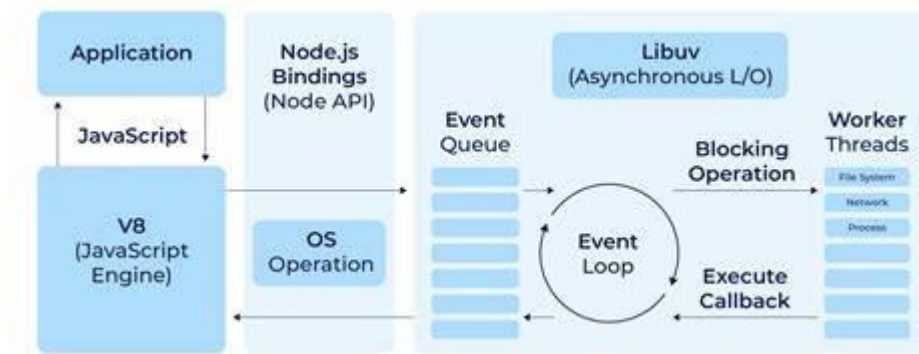 Application
JavaScript
V8
(JavaScript
Engine)
Node.js
Bindings
(Node API)
OS
Operation
Libuv
(Asynchronous L/O)
Event
Queue
Event
Loop
Blocking
Operation
Execute
Callback
Worker
Threads
File System
Network
Process